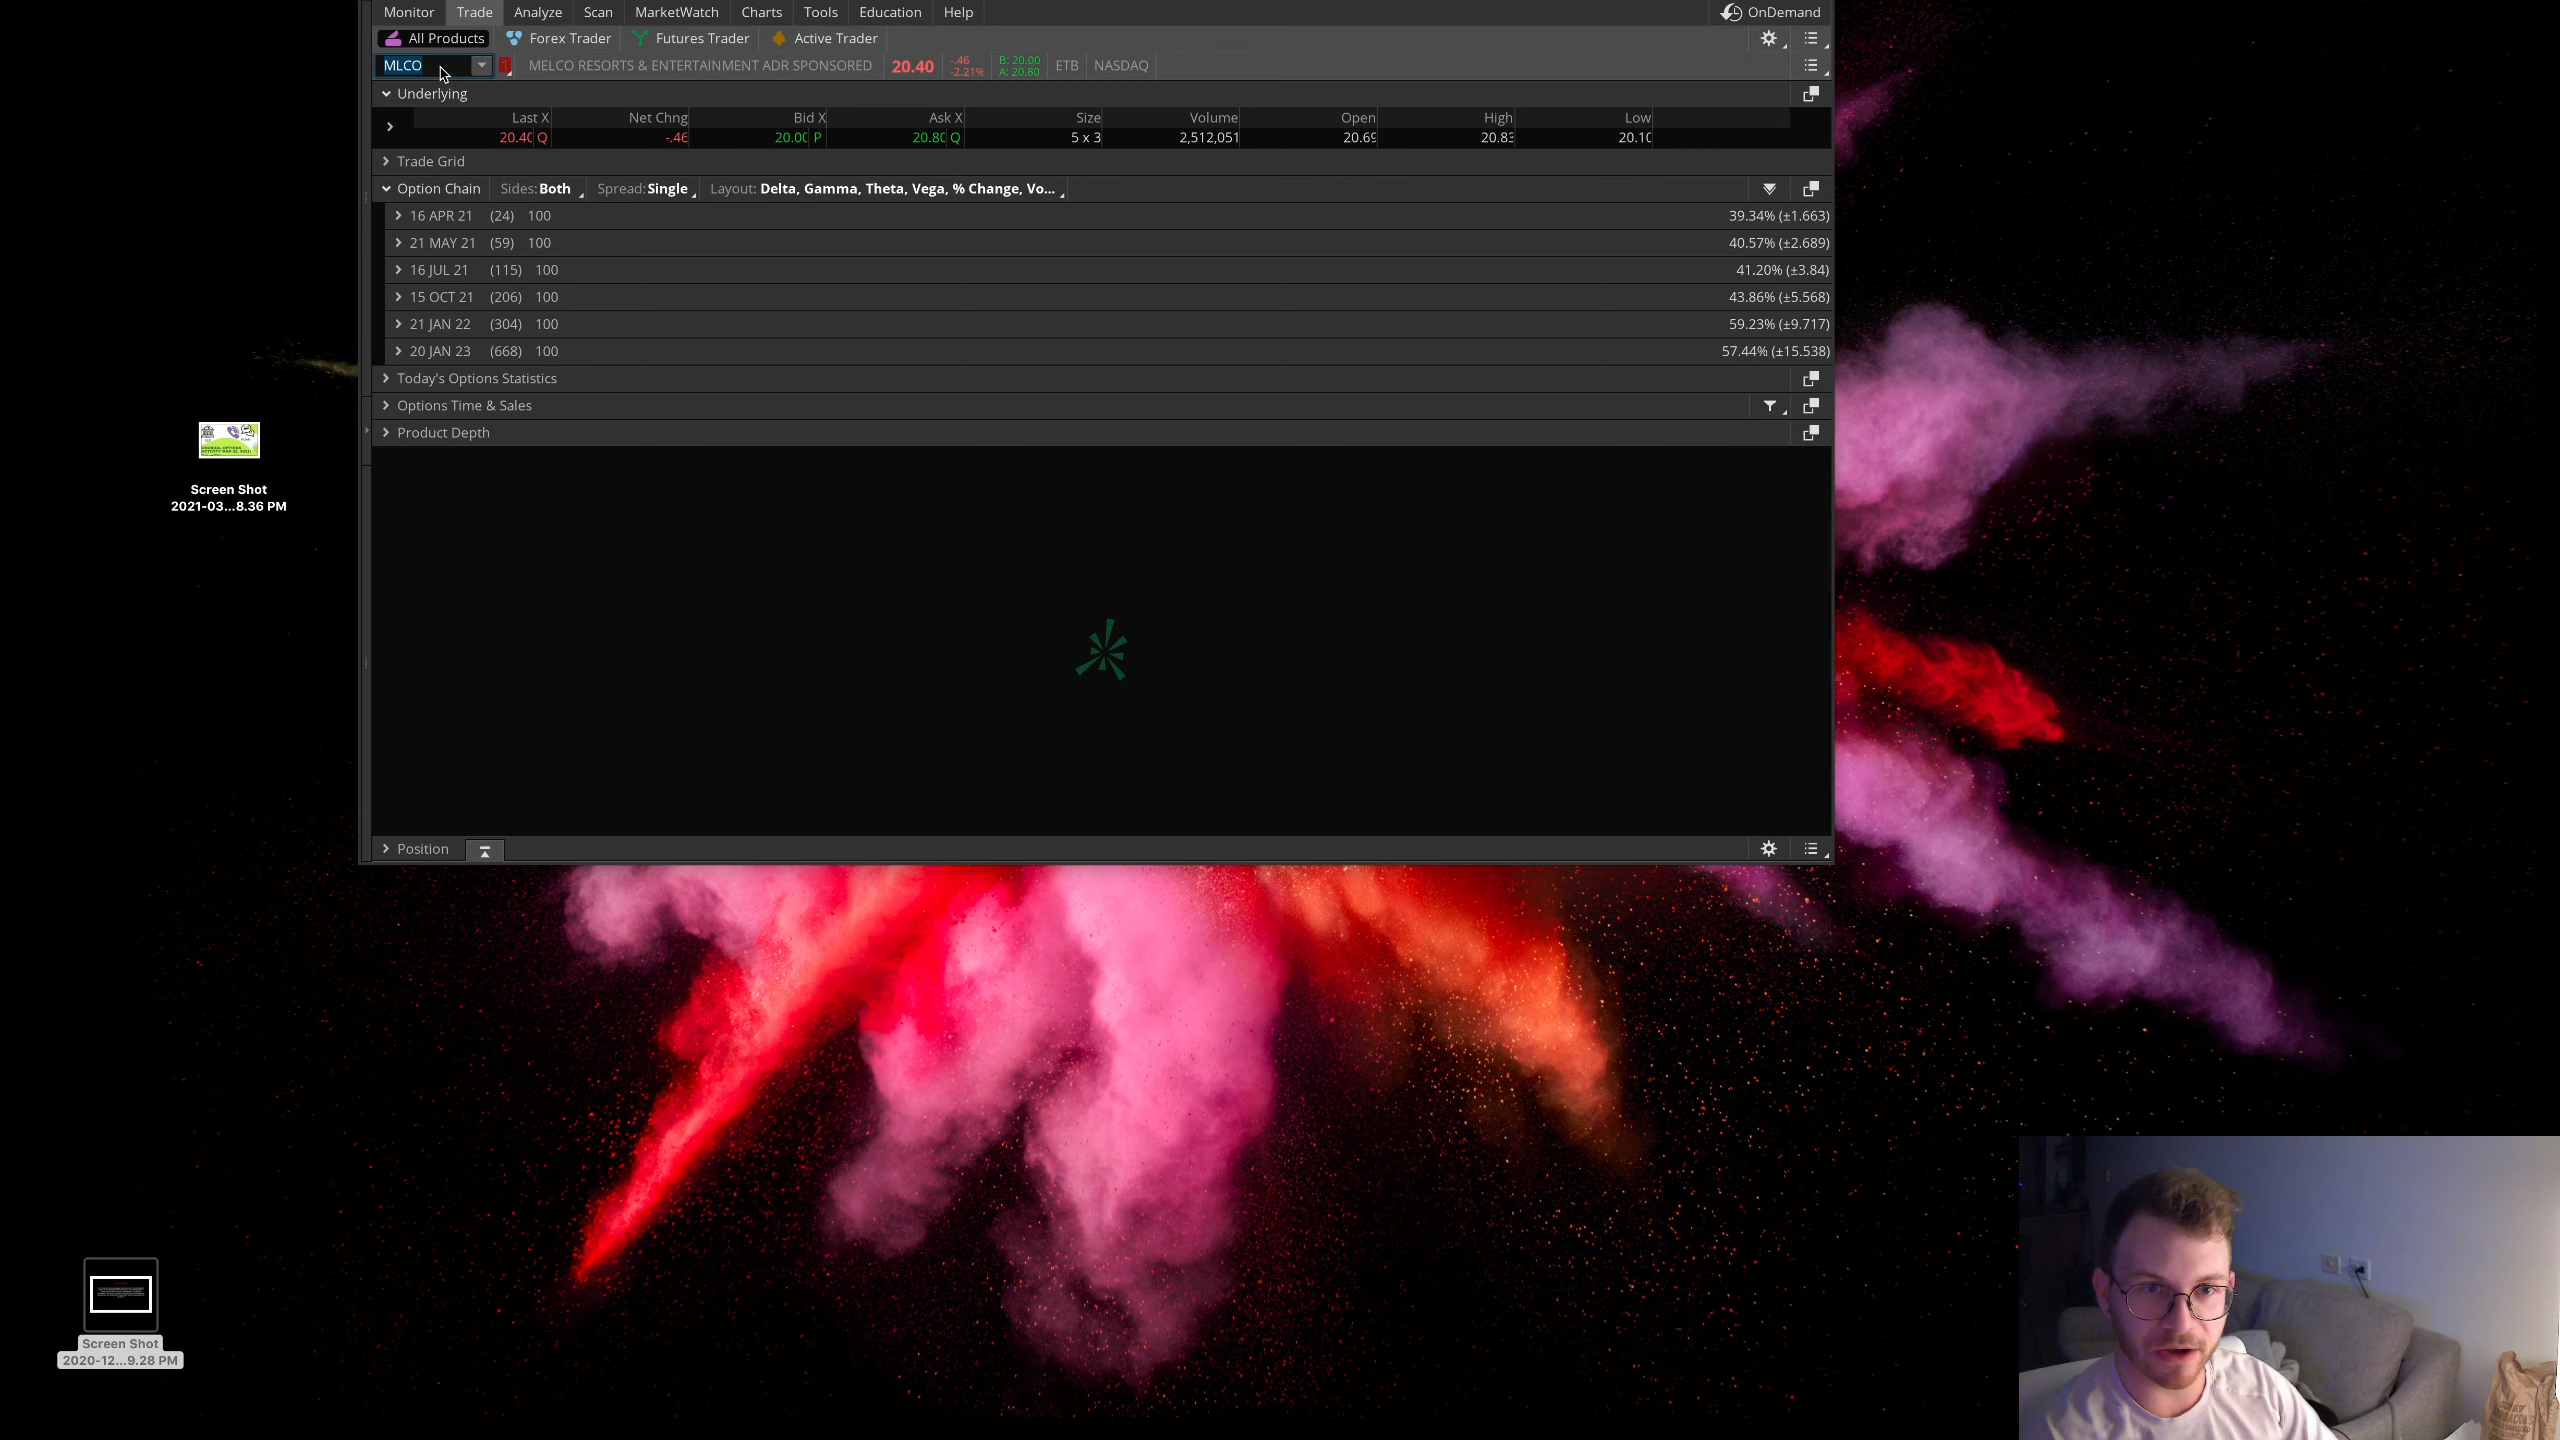 Monitor Trade Analyze Scan MarketWatch Charts Tools Education Help OnDemand
All Products Forex Trader Futures Trader Active Trader
MLCO 1 MELCO RESORTS & ENTERTAINMENT ADR SPONSORED 20.40 -.46 -2.21% B: 20.00 A: 20.80 ETB NASDAQ
Underlying
Last X Net Chng Bid X Ask X Size Volume Open High Low
20.40 Q -.46 20.00 P 20.80 Q 5 x 3 2,512,051 20.69 20.83 20.10
Trade Grid
Option Chain Sides: Both Spread: Single Layout: Delta, Gamma, Theta, Vega, % Change, Vo...
16 APR 21 (24) 100 39.34% (±1.663)
21 MAY 21 (59) 100 40.57% (±2.689)
16 JUL 21 (115) 100 41.20% (±3.84)
15 OCT 21 (206) 100 43.86% (±5.568)
21 JAN 22 (304) 100 59.23% (±9.717)
20 JAN 23 (668) 100 57.44% (±15.538)
Today's Options Statistics
Options Time & Sales
Product Depth
Screen Shot
2021-03...8.36 PM
Position
Screen Shot
2020-12...9.28 PM